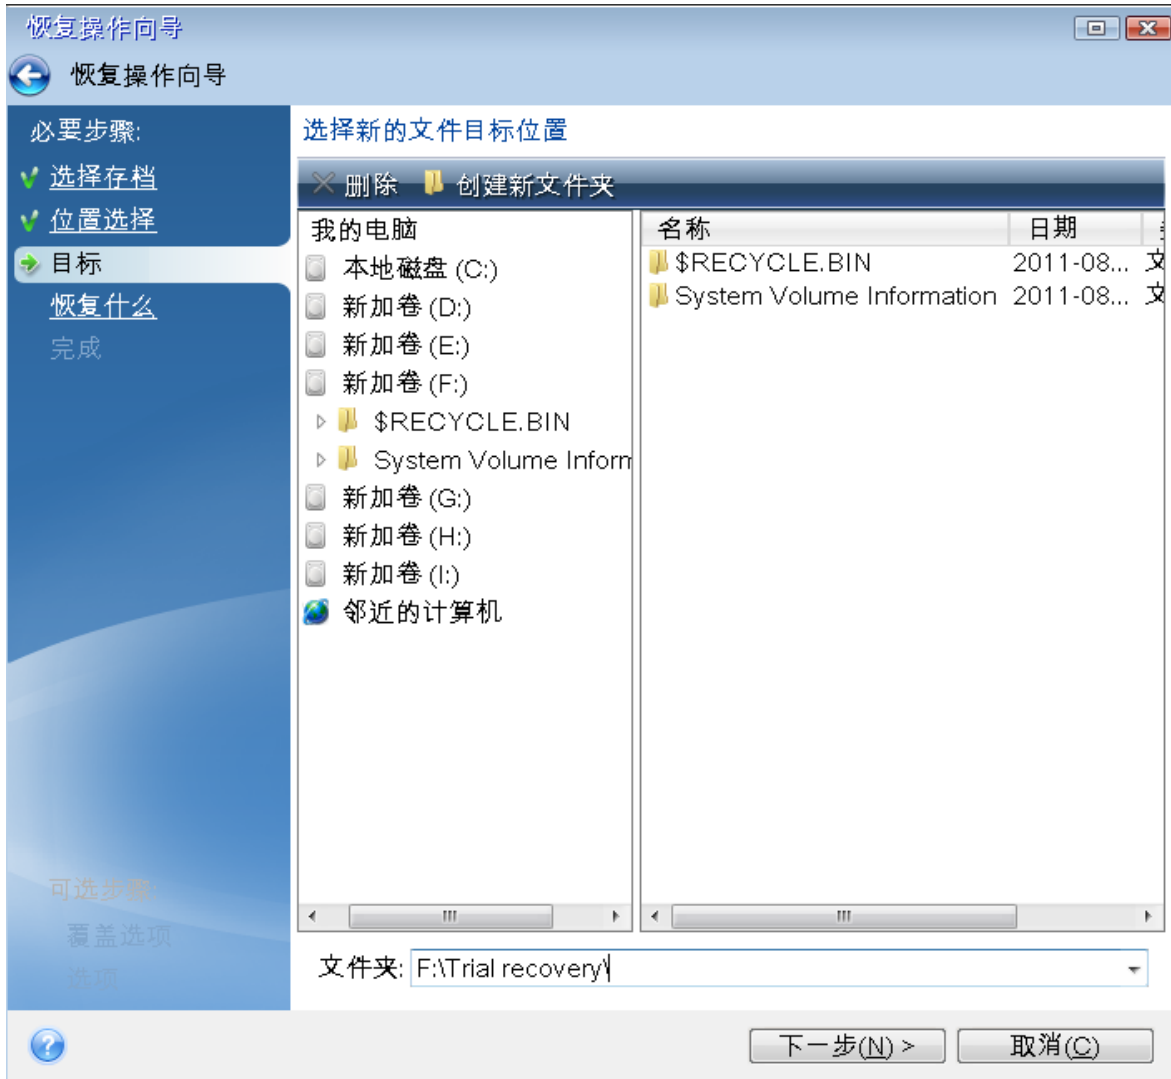 恢复操作向导
恢复操作向导
必要步骤:
选择存档
位置选择
目标
恢复什么
完成
可选步骤:
覆盖选项
选项
选择新的文件目标位置
删除 创建新文件夹
我的电脑
本地磁盘 (C:)
新加卷 (D:)
新加卷 (E:)
新加卷 (F:)
$RECYCLE.BIN
System Volume Inform
新加卷 (G:)
新加卷 (H:)
新加卷 (I:)
邻近的计算机
名称 日期
$RECYCLE.BIN 2011-08... 文
System Volume Information 2011-08... 文
文件夹: F:\Trial recovery\
下一步(N) > 取消(C)